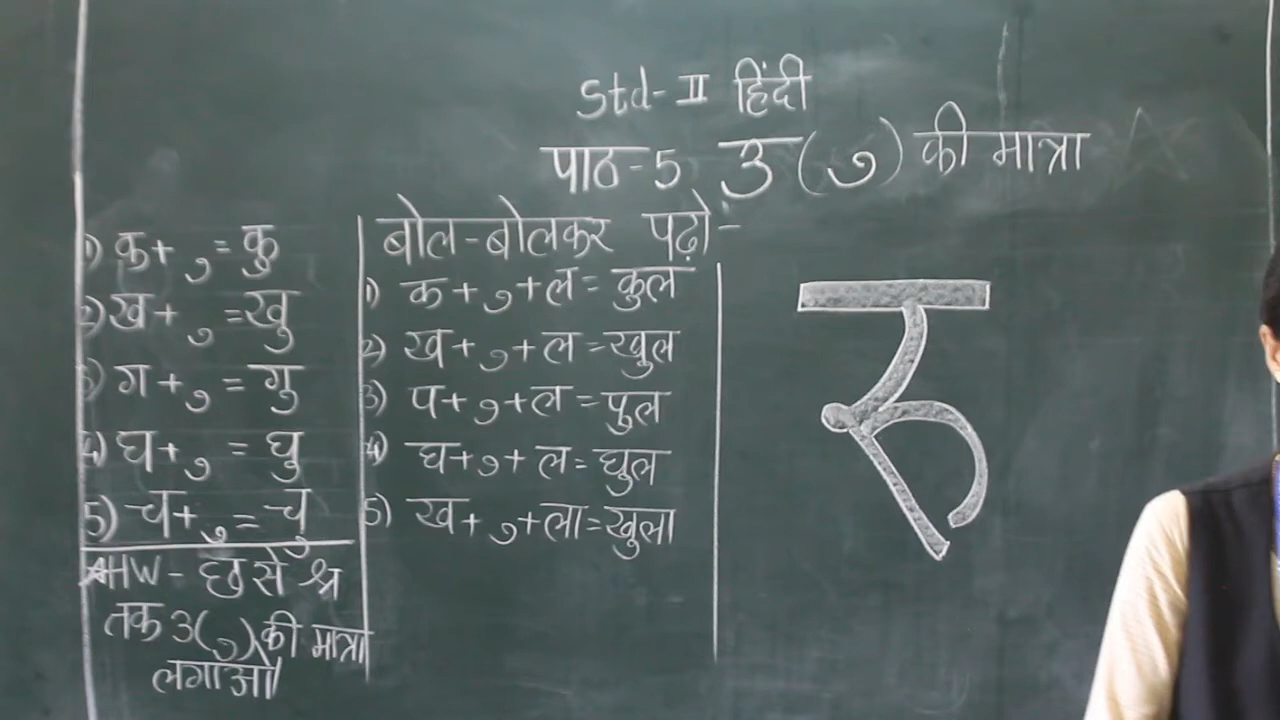 Std-II हिंदी
पाठ-5 उ(ु) की मात्रा
1) क+ ु = कु
2) ख+ ु =खु
3) ग+ ु = गु
4) घ+ ु = घु
5) च+ ु = चु
HW- छ से श्र
तक उ(ु) की मात्रा
लगाओ
बोल-बोलकर पढ़ो-
1) क+ ु+ल= कुल
2) ख+ ु+ल=खुल
3) प+ ु+ल=पुल
4) घ+ ु+ल=घुल
5) ख+ ु+ला=खुला
रु